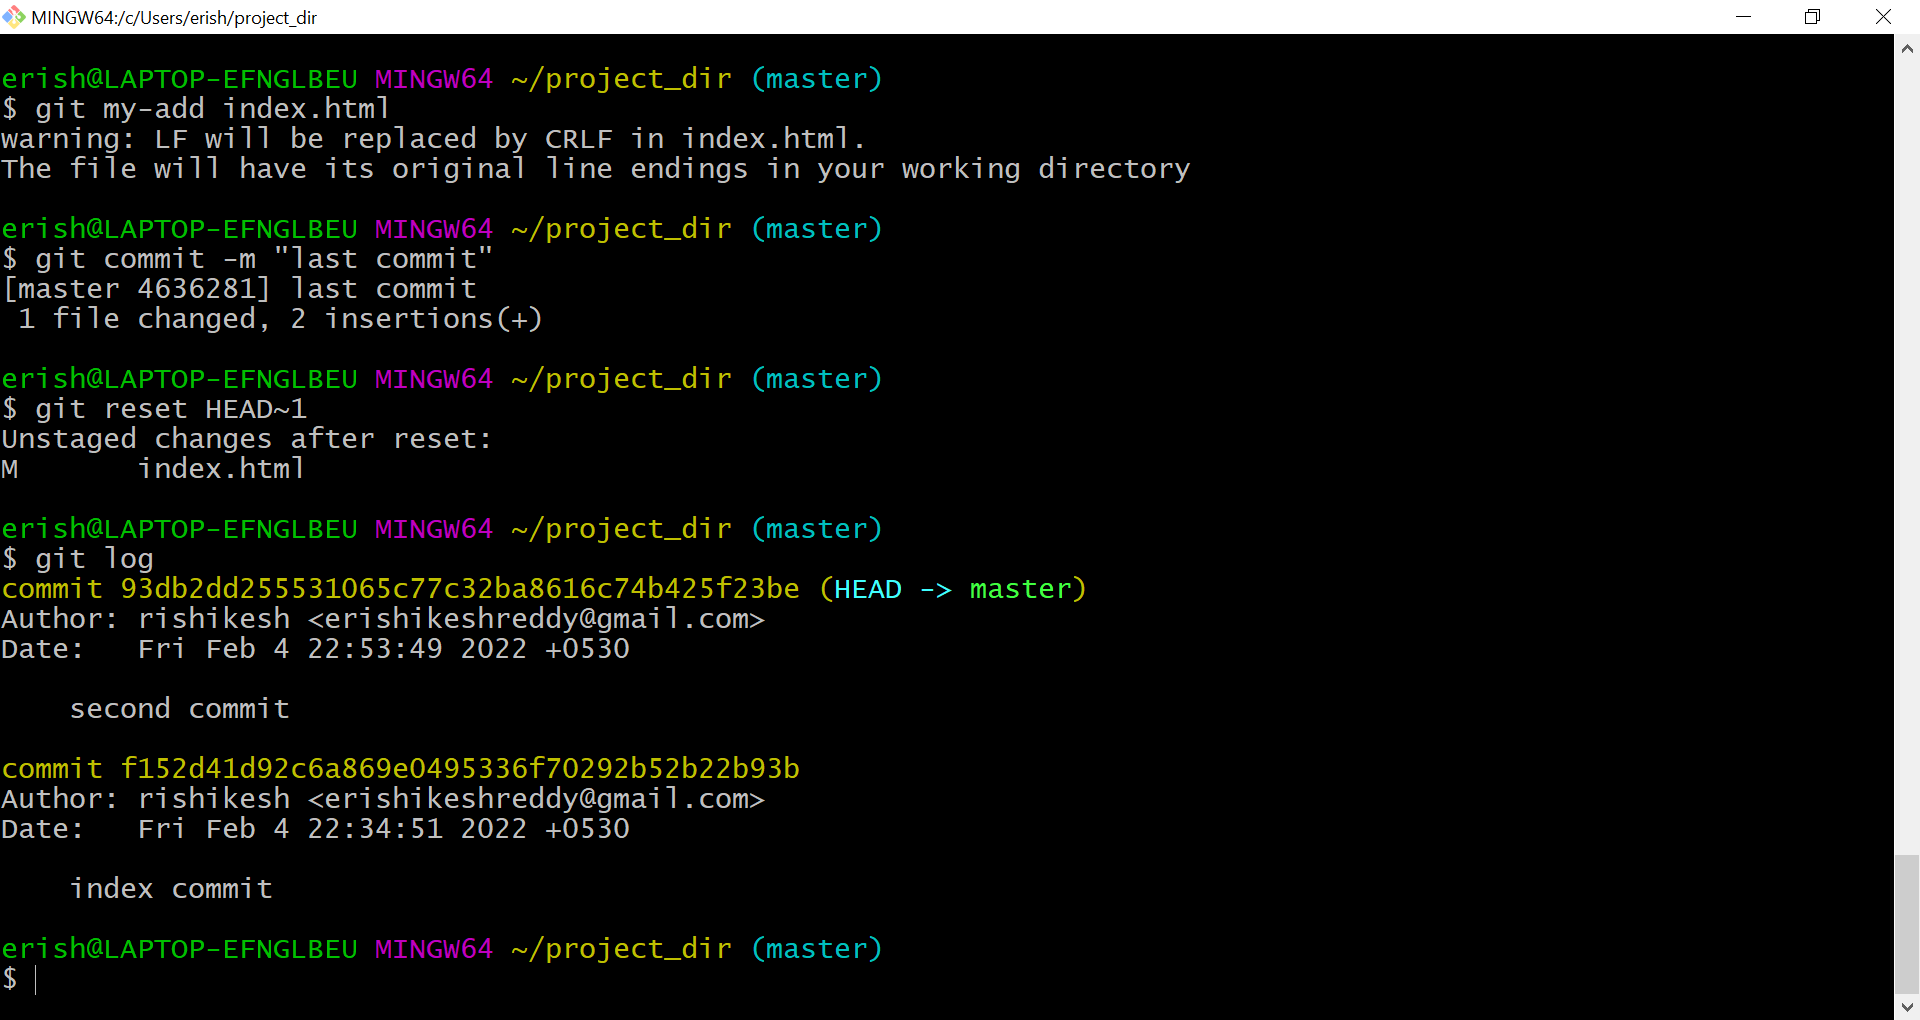 MINGW64:/c/Users/erish/project_dir
erish@LAPTOP-EFNGLBEU MINGW64 ~/project_dir (master)
$ git my-add index.html
warning: LF will be replaced by CRLF in index.html.
The file will have its original line endings in your working directory
erish@LAPTOP-EFNGLBEU MINGW64 ~/project_dir (master)
$ git commit -m "last commit"
[master 4636281] last commit
 1 file changed, 2 insertions(+)
erish@LAPTOP-EFNGLBEU MINGW64 ~/project_dir (master)
$ git reset HEAD~1
Unstaged changes after reset:
M       index.html
erish@LAPTOP-EFNGLBEU MINGW64 ~/project_dir (master)
$ git log
commit 93db2dd255531065c77c32ba8616c74b425f23be (HEAD -> master)
Author: rishikesh <erishikeshreddy@gmail.com>
Date:   Fri Feb 4 22:53:49 2022 +0530
    second commit
commit f152d41d92c6a869e0495336f70292b52b22b93b
Author: rishikesh <erishikeshreddy@gmail.com>
Date:   Fri Feb 4 22:34:51 2022 +0530
    index commit
erish@LAPTOP-EFNGLBEU MINGW64 ~/project_dir (master)
$